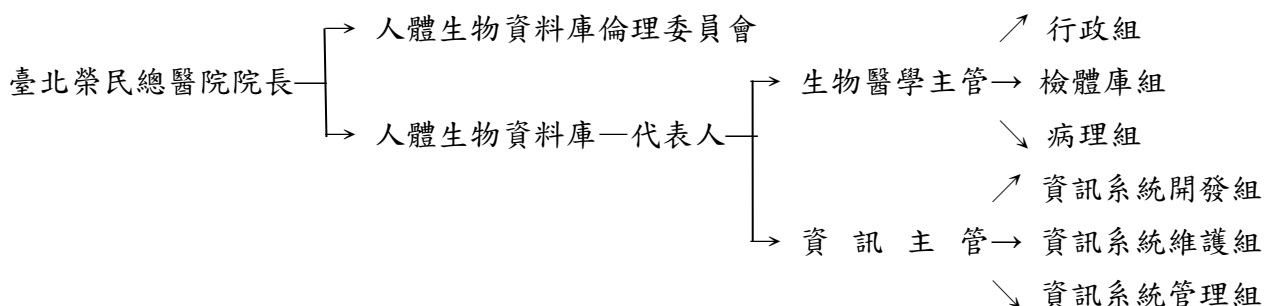 人體生物資料庫倫理委員會 ↗ 行政組
臺北榮民總醫院院長 生物醫學主管→ 檢體庫組
人體生物資料庫—代表人 ↘ 病理組
↗ 資訊系統開發組
資訊主管→ 資訊系統維護組
↘ 資訊系統管理組